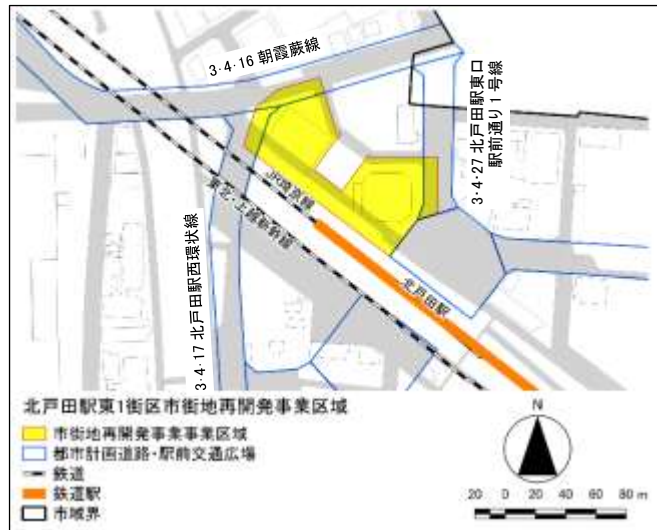 3・4・16 朝霞蕨線
3・4・27 北戸田駅東口
駅前通り1号線
JR埼京線
東北・上越新幹線
3・4・17 北戸田駅西環状線
北戸田駅
北戸田駅東1街区市街地再開発事業区域
市街地再開発事業事業区域
都市計画道路・駅前交通広場
鉄道
鉄道駅
市域界
N
20 0 20 40 60 80 m